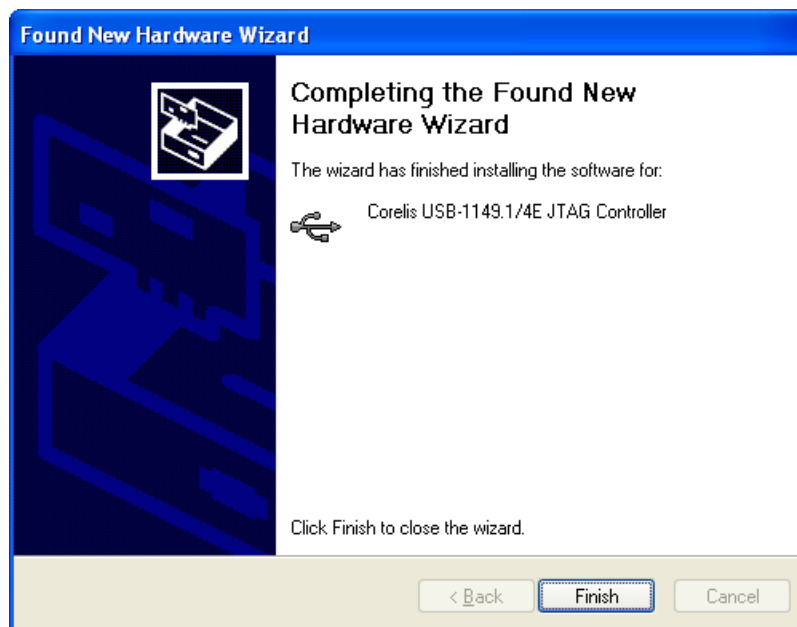 Found New Hardware Wizard
Completing the Found New
Hardware Wizard
The wizard has finished installing the software for:
Corelis USB-1149.1/4E JTAG Controller
Click Finish to close the wizard.
< Back
Finish
Cancel